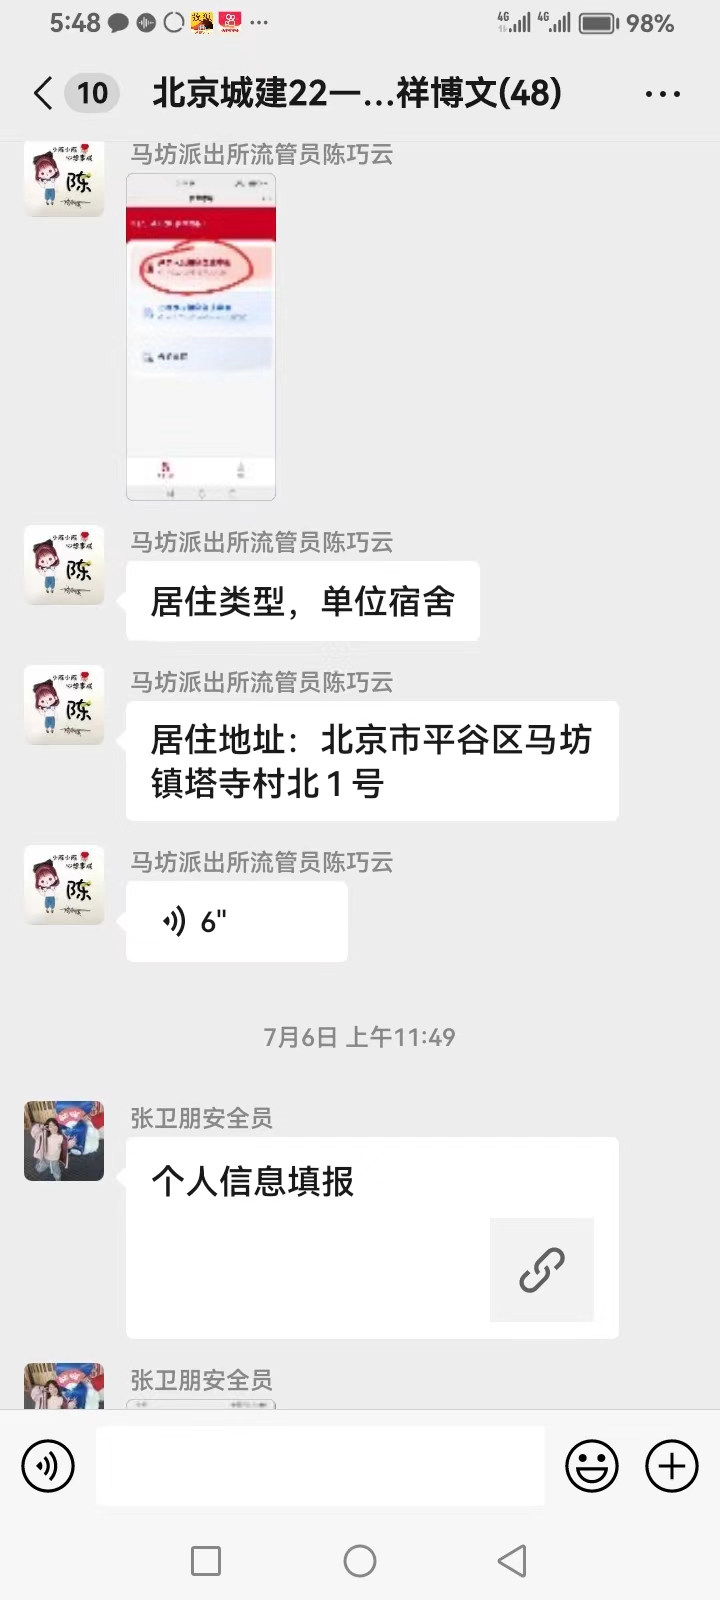 5:48
4G 4G 98%
10 北京城建22一...祥博文(48)
马坊派出所流管员陈巧云
陈
马坊派出所流管员陈巧云
陈
居住类型，单位宿舍
马坊派出所流管员陈巧云
陈
居住地址：北京市平谷区马坊
镇塔寺村北1号
马坊派出所流管员陈巧云
陈
6"
7月6日 上午11:49
张卫朋安全员
个人信息填报
张卫朋安全员